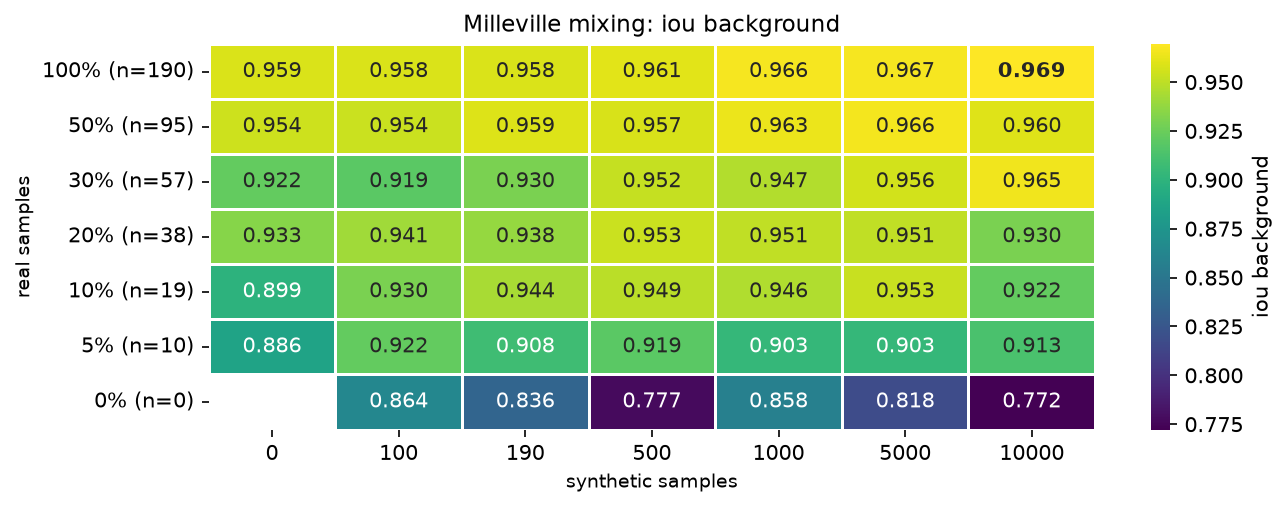 Milleville mixing: iou background
100% (n=190) 0.959 0.958 0.958 0.961 0.966 0.967 0.969
50% (n=95) 0.954 0.954 0.959 0.957 0.963 0.966 0.960
30% (n=57) 0.922 0.919 0.930 0.952 0.947 0.956 0.965
20% (n=38) 0.933 0.941 0.938 0.953 0.951 0.951 0.930
10% (n=19) 0.899 0.930 0.944 0.949 0.946 0.953 0.922
5% (n=10) 0.886 0.922 0.908 0.919 0.903 0.903 0.913
0% (n=0) 0.864 0.836 0.777 0.858 0.818 0.772
0 100 190 500 1000 5000 10000
synthetic samples
real samples
0.950
0.925
0.900
0.875
0.850
0.825
0.800
0.775
iou background